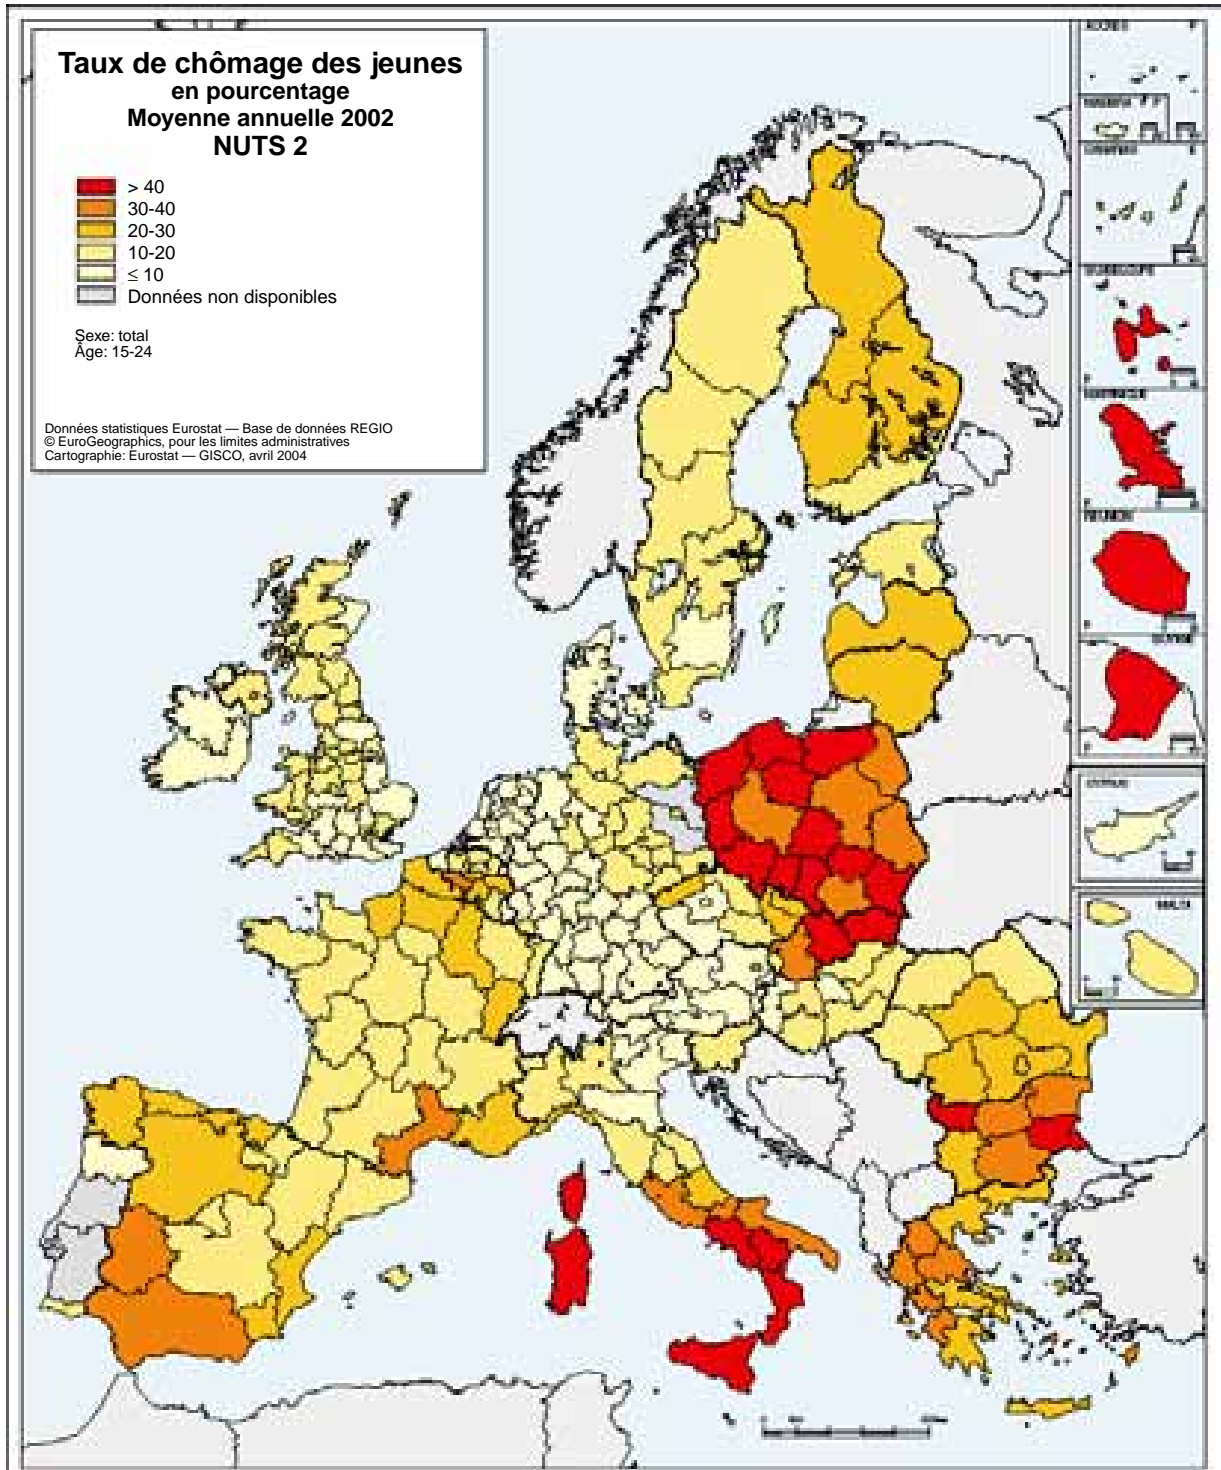 Taux de chômage des jeunes
en pourcentage
Moyenne annuelle 2002
NUTS 2
> 40
30-40
20-30
10-20
≤ 10
Données non disponibles
Sexe: total
Âge: 15-24
Données statistiques Eurostat — Base de données REGIO
© EuroGeographics, pour les limites administratives
Cartographie: Eurostat — GISCO, avril 2004
MALTA